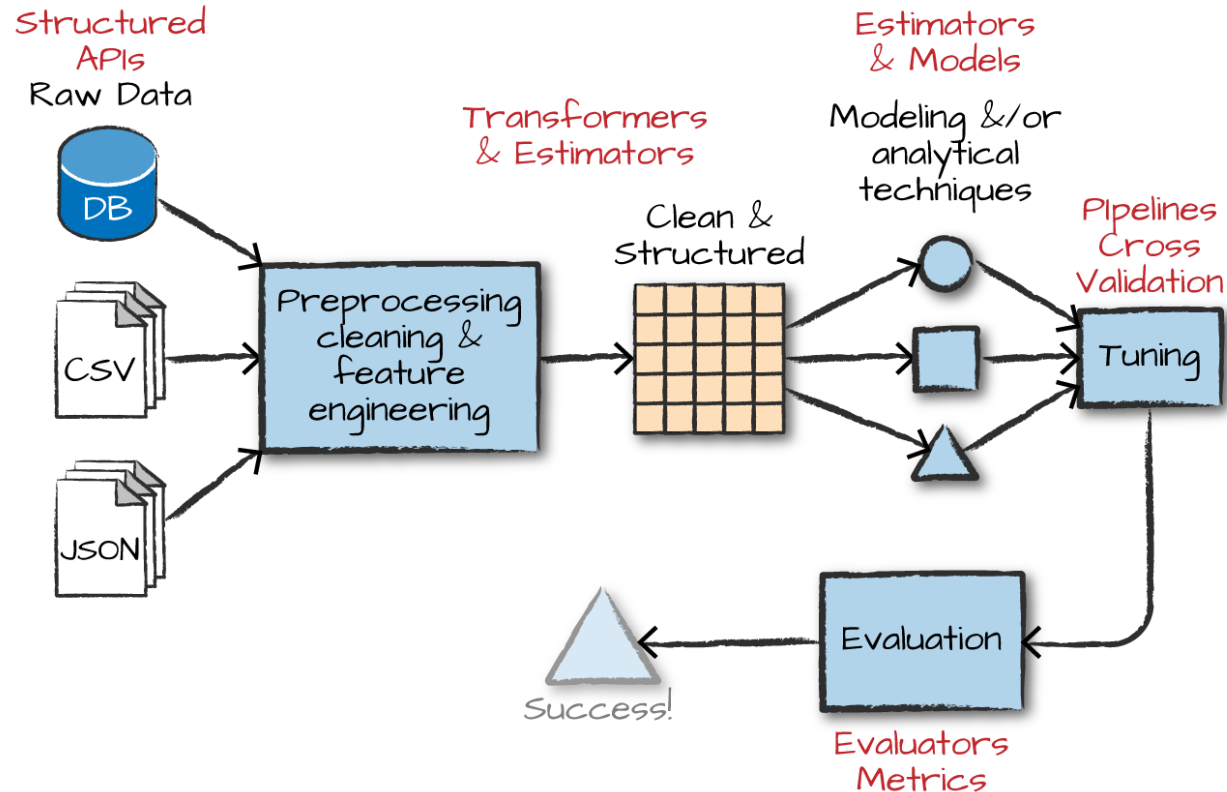 Structured
APIs
Raw Data
DB
CSV
JSON
Preprocessing
cleaning &
feature
engineering
Transformers
& Estimators
Clean &
Structured
Estimators
& Models
Modeling &/or
analytical
techniques
PIpelines
Cross
Validation
Tuning
Evaluation
Evaluators
Metrics
Success!